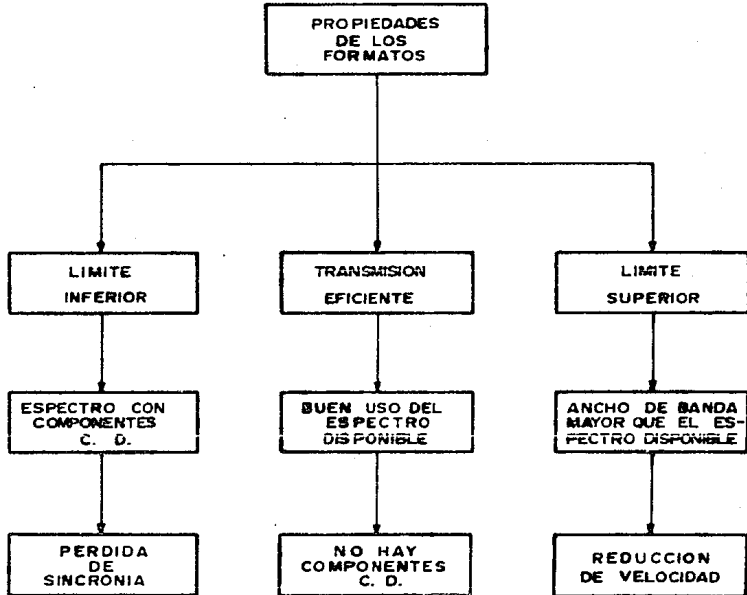 PROPIEDADES
DE LOS
FORMATOS
LIMITE
INFERIOR
TRANSMISION
EFICIENTE
LIMITE
SUPERIOR
ESPECTRO CON
COMPONENTES
C. D.
BUEN USO DEL
ESPECTRO
DISPONIBLE
ANCHO DE BANDA
MAYOR QUE EL ES-
PECTRO DISPONIBLE
PERDIDA
DE
SINCRONIA
NO HAY
COMPONENTES
C. D.
REDUCCION
DE VELOCIDAD